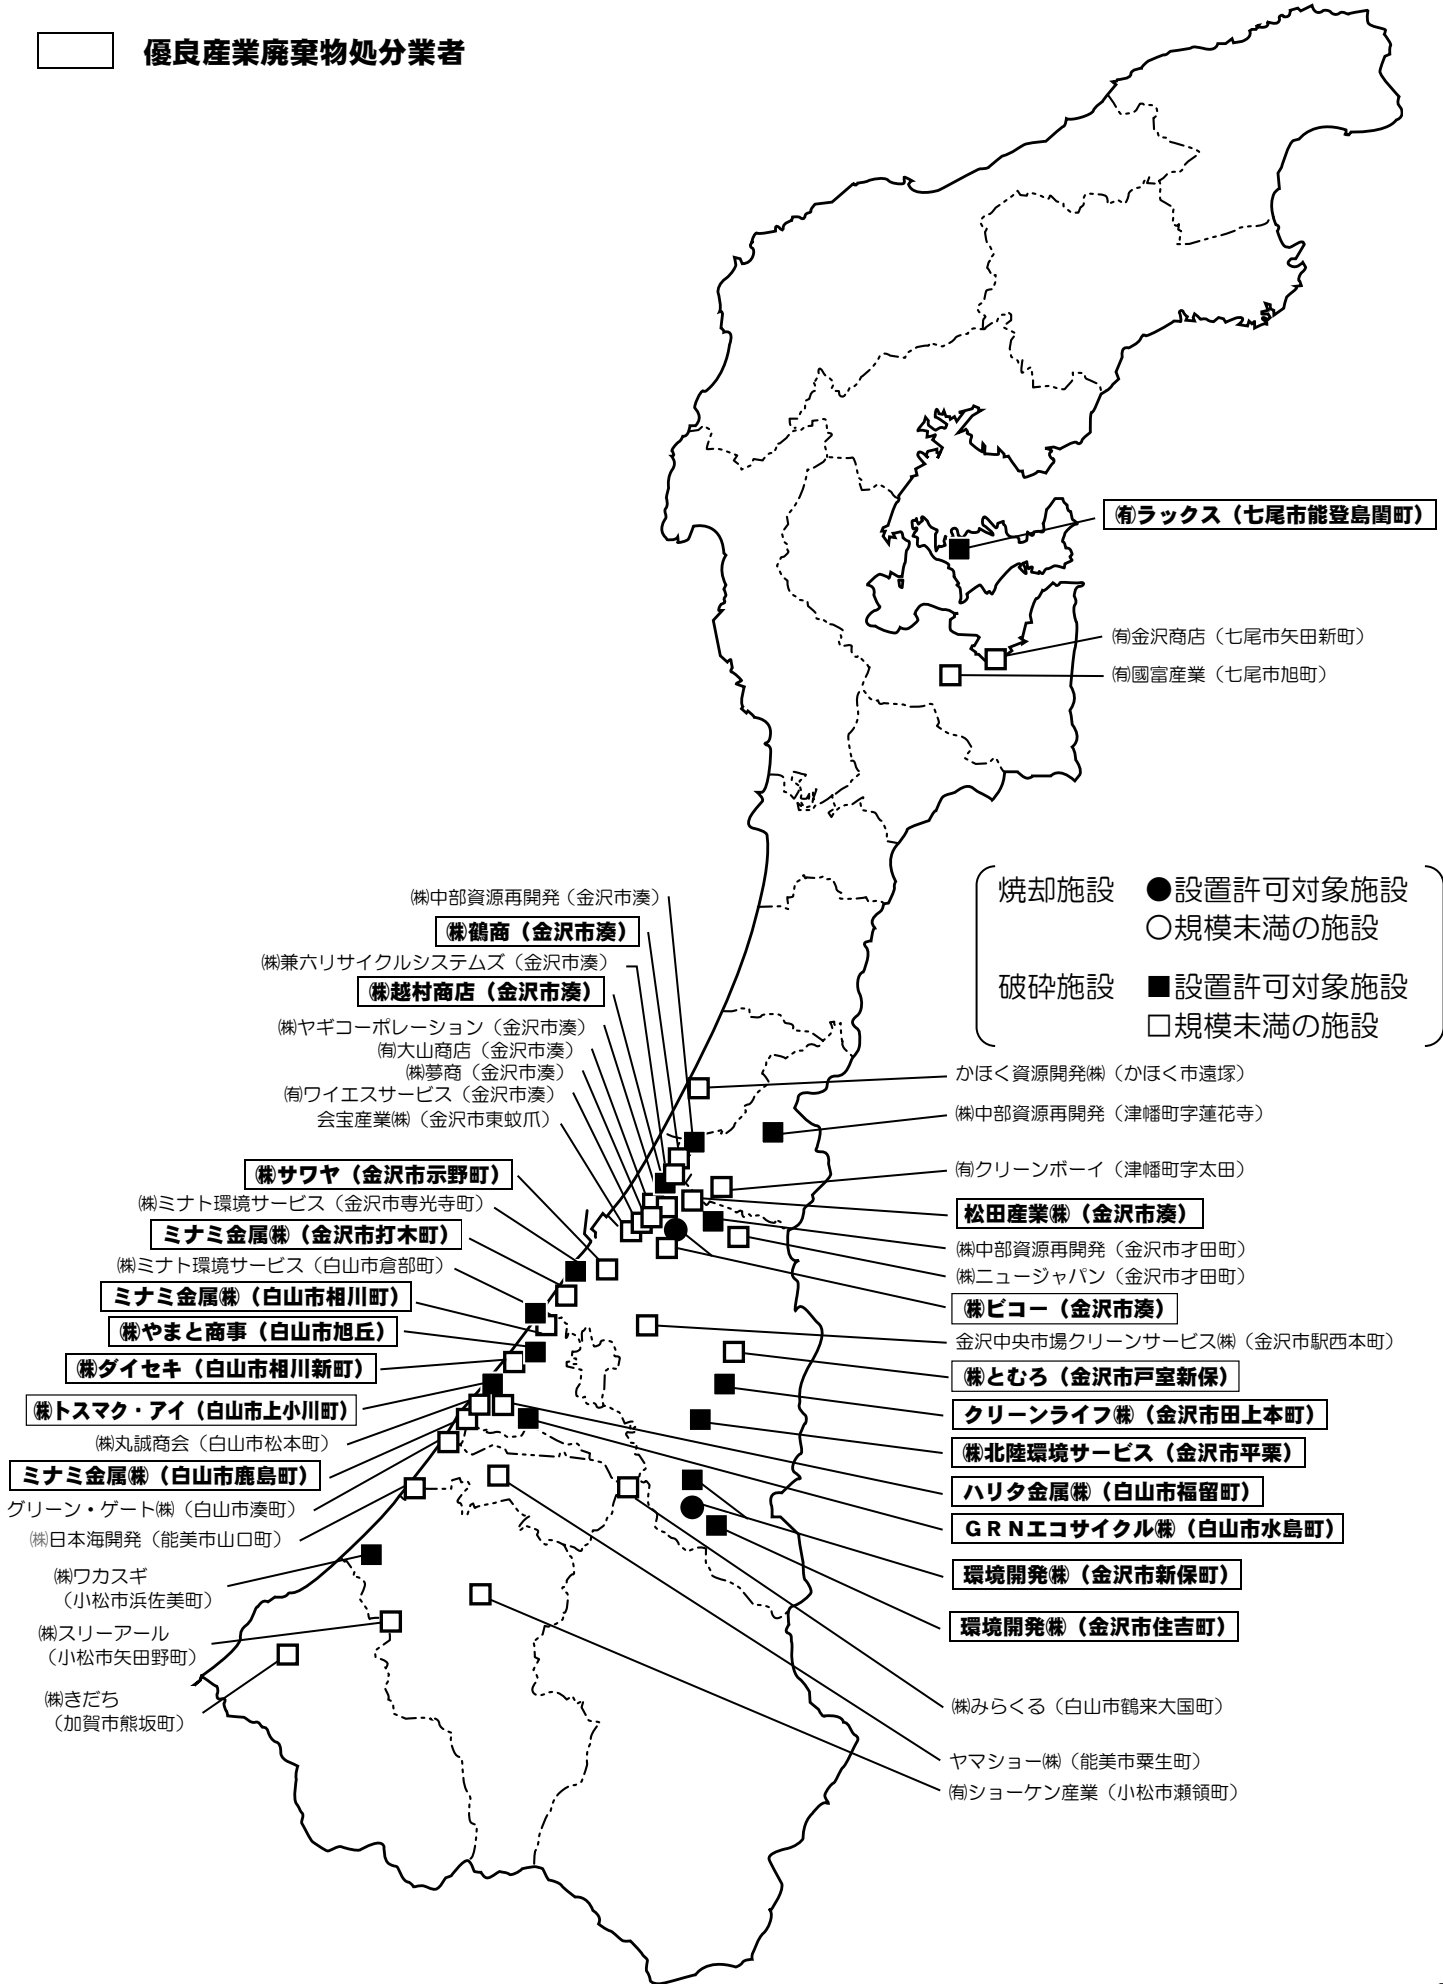 優良産業廃棄物処分業者
㈲ラックス（七尾市能登島閨町）
㈲金沢商店（七尾市矢田新町）
㈲國富産業（七尾市旭町）
焼却施設　●設置許可対象施設
○規模未満の施設
破砕施設　■設置許可対象施設
□規模未満の施設
㈱中部資源再開発（金沢市湊）
㈱鶴商（金沢市湊）
㈱兼六リサイクルシステムズ（金沢市湊）
㈱越村商店（金沢市湊）
㈱ヤギコーポレーション（金沢市湊）
㈲大山商店（金沢市湊）
㈱夢商（金沢市湊）
㈲ワイエスサービス（金沢市湊）
会宝産業㈱（金沢市東蚊爪）
㈱サワヤ（金沢市示野町）
㈱ミナト環境サービス（金沢市専光寺町）
ミナミ金属㈱（金沢市打木町）
㈱ミナト環境サービス（白山市倉部町）
ミナミ金属㈱（白山市相川町）
㈱やまと商事（白山市旭丘）
㈱ダイセキ（白山市相川新町）
㈱トスマク・アイ（白山市上小川町）
㈱丸誠商会（白山市松本町）
ミナミ金属㈱（白山市鹿島町）
グリーン・ゲート㈱（白山市湊町）
㈱日本海開発（能美市山口町）
㈱ワカスギ
（小松市浜佐美町）
㈱スリーアール
（小松市矢田野町）
㈱きだち
（加賀市熊坂町）
かほく資源開発㈱（かほく市遠塚）
㈱中部資源再開発（津幡町字蓮花寺）
㈲クリーンボーイ（津幡町字太田）
松田産業㈱（金沢市湊）
㈱中部資源再開発（金沢市才田町）
㈱ニュージャパン（金沢市才田町）
㈱ビコー（金沢市湊）
金沢中央市場クリーンサービス㈱（金沢市駅西本町）
㈱とむろ（金沢市戸室新保）
クリーンライフ㈱（金沢市田上本町）
㈱北陸環境サービス（金沢市平栗）
ハリタ金属㈱（白山市福留町）
ＧＲＮエコサイクル㈱（白山市水島町）
環境開発㈱（金沢市新保町）
環境開発㈱（金沢市住吉町）
㈱みらくる（白山市鶴来大国町）
ヤマショー㈱（能美市粟生町）
㈲ショーケン産業（小松市瀬領町）